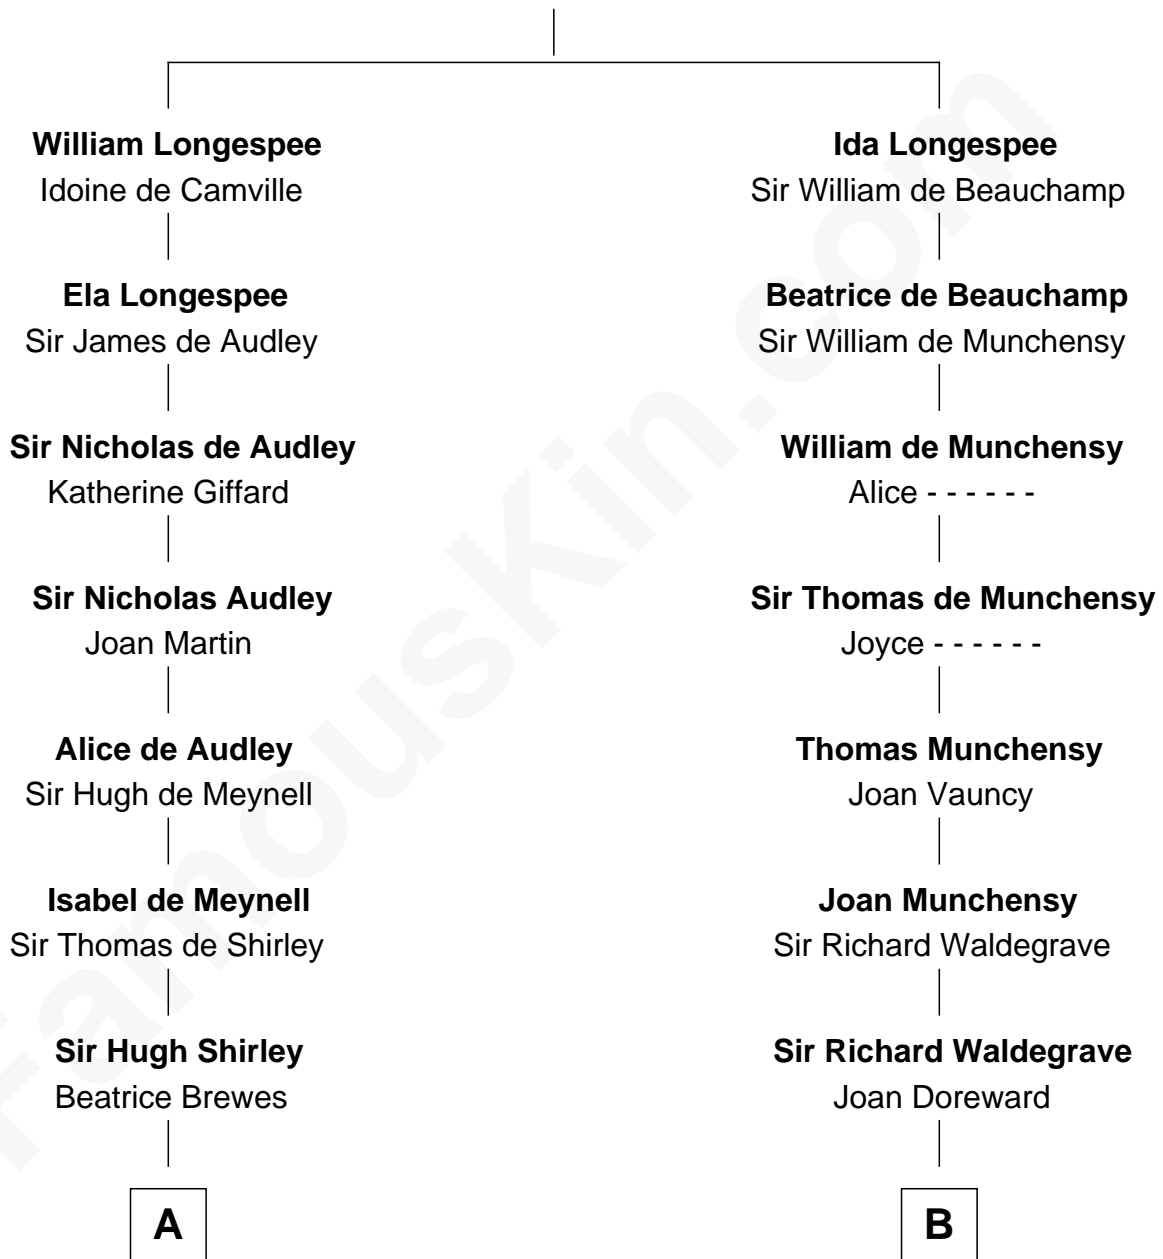 William Longespee
Idoine de Camville
Ida Longespee
Sir William de Beauchamp
Ela Longespee
Sir James de Audley
Beatrice de Beauchamp
Sir William de Munchensy
Sir Nicholas de Audley
Katherine Giffard
William de Munchensy
Alice - - - - - -
Sir Nicholas Audley
Joan Martin
Sir Thomas de Munchensy
Joyce - - - - - -
Alice de Audley
Sir Hugh de Meynell
Thomas Munchensy
Joan Vauncy
Isabel de Meynell
Sir Thomas de Shirley
Joan Munchensy
Sir Richard Waldegrave
Sir Hugh Shirley
Beatrice Brewes
Sir Richard Waldegrave
Joan Doreward
A
B
FamousKin.com